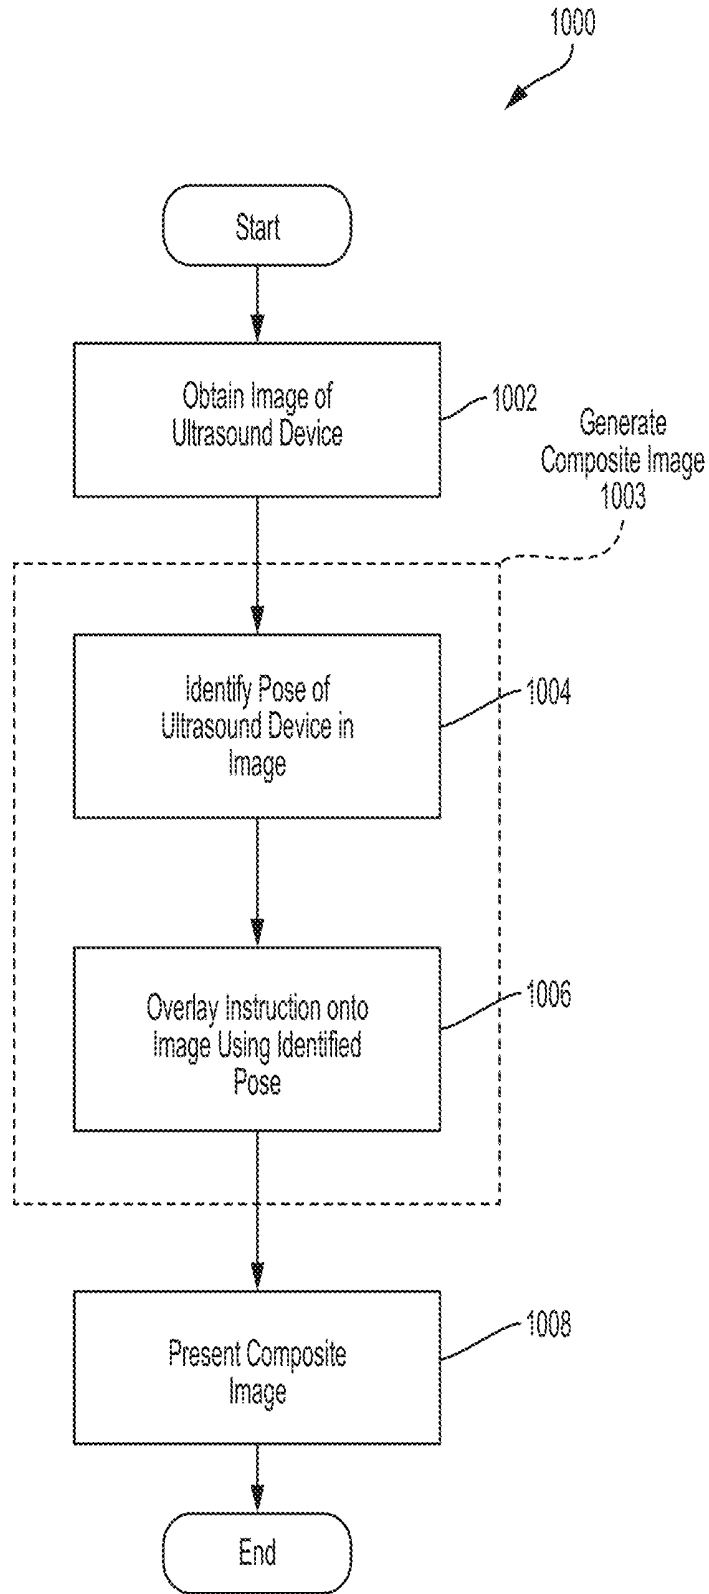 1000
Start
Obtain Image of
Ultrasound Device
1002
Generate
Composite Image
1003
Identify Pose of
Ultrasound Device in
Image
1004
Overlay Instruction onto
Image Using Identified
Pose
1006
Present Composite
Image
1008
End